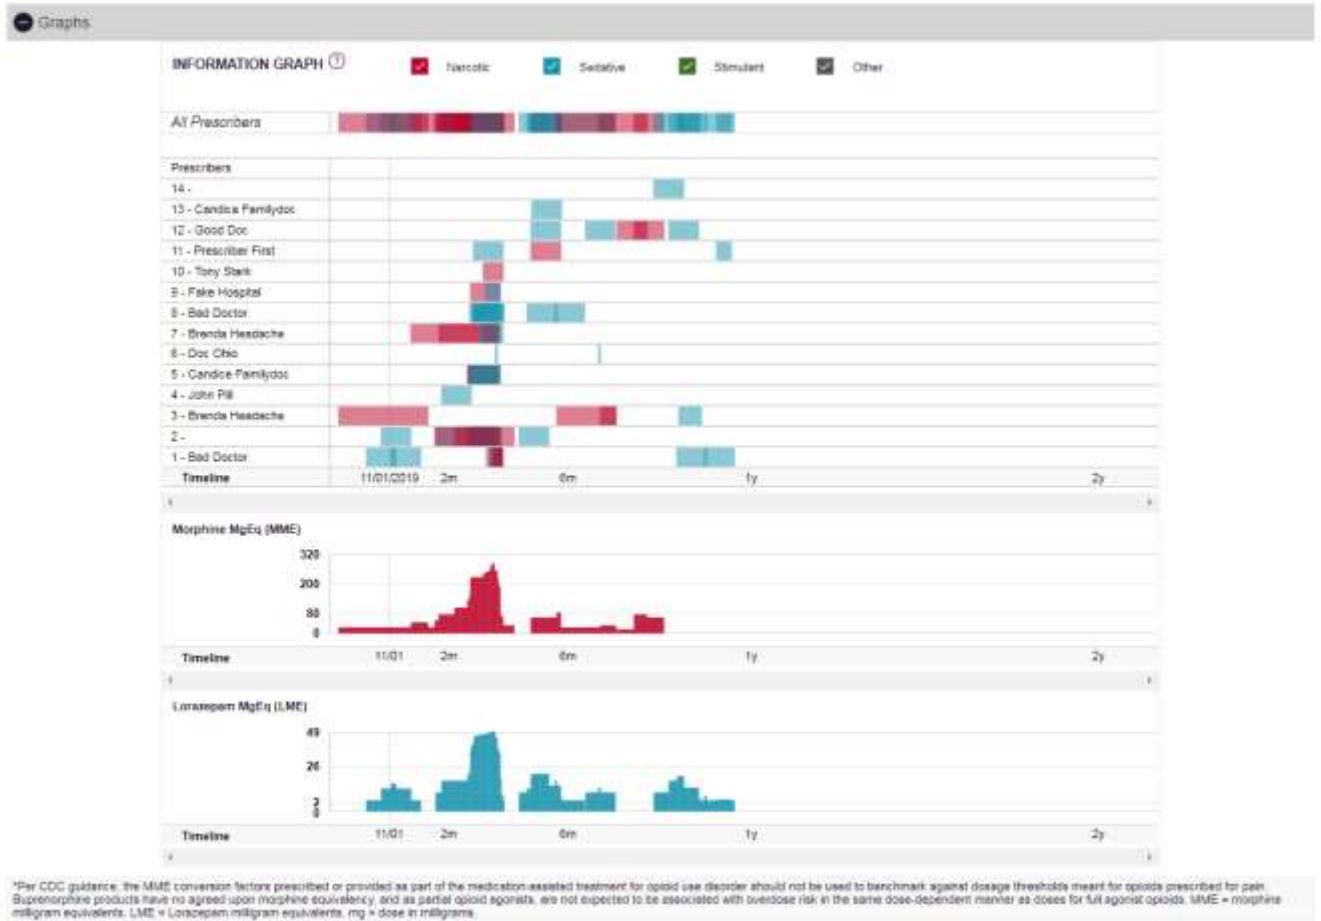 Graphs
INFORMATION GRAPH ? Narcotic Sedative Stimulant Other
All Prescribers
Prescribers
14 -
13 - Candice Familydoc
12 - Good Doc
11 - Prescriber First
10 - Tony Stark
9 - Fake Hospital
8 - Bad Doctor
7 - Brenda Headache
6 - Doc Ohio
5 - Candice Familydoc
4 - John Pill
3 - Brenda Headache
2 -
1 - Bad Doctor
Timeline 11/01/2019 2m 6m 1y 2y
Morphine MgEq (MME)
320
200
80
0
Timeline 11/01 2m 6m 1y 2y
Lorazepam MgEq (LME)
49
26
3
0
Timeline 11/01 2m 6m 1y 2y
*Per CDC guidance, the MME conversion factors prescribed or provided as part of the medication-assisted treatment for opioid use disorder should not be used to benchmark against dosage thresholds meant for opioids prescribed for pain.
Buprenorphine products have no agreed upon morphine equivalency, and as partial opioid agonists, are not expected to be associated with overdose risk in the same dose-dependent manner as doses for full agonist opioids. MME = morphine
milligram equivalents. LME = Lorazepam milligram equivalents. mg = dose in milligrams.